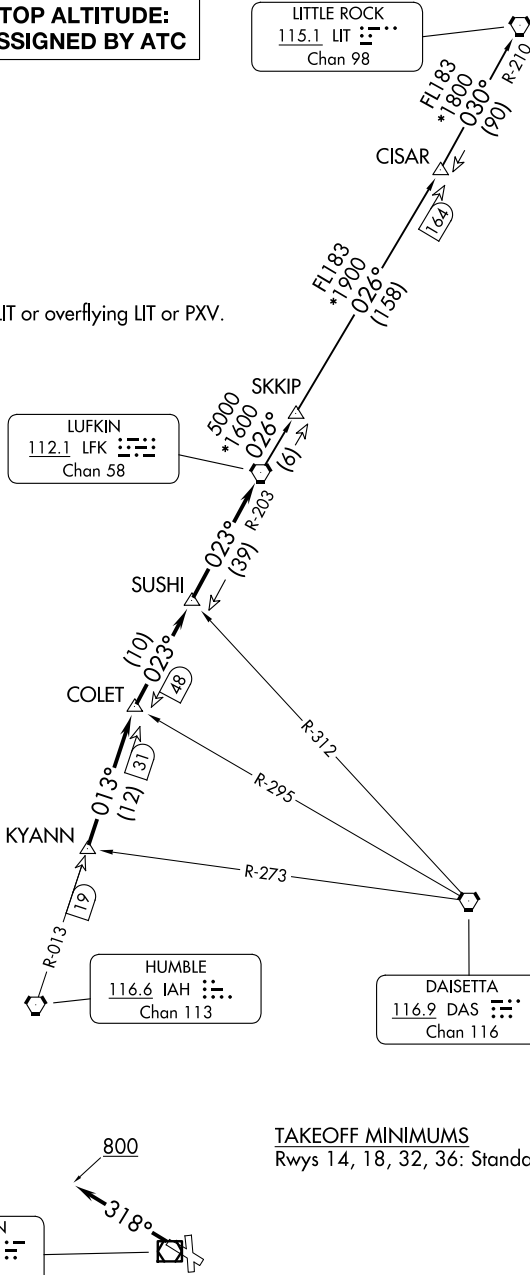 TOP ALTITUDE:
ASSIGNED BY ATC
LITTLE ROCK
115.1 LIT
Chan 98
R-210
FL183
*1800
030°
(90)
CISAR
164
FL183
*1900
026°
(158)
LIT or overflying LIT or PXV.
SKKIP
5000
*1600
026°
(6)
LUFKIN
112.1 LFK
Chan 58
R-203
023°
(39)
SUSHI
(10)
023°
48
COLET
R-312
R-295
31
013°
(12)
KYANN
R-273
19
R-013
HUMBLE
116.6 IAH
Chan 113
DAISETTA
116.9 DAS
Chan 116
800
318°
N
TAKEOFF MINIMUMS
Rwys 14, 18, 32, 36: